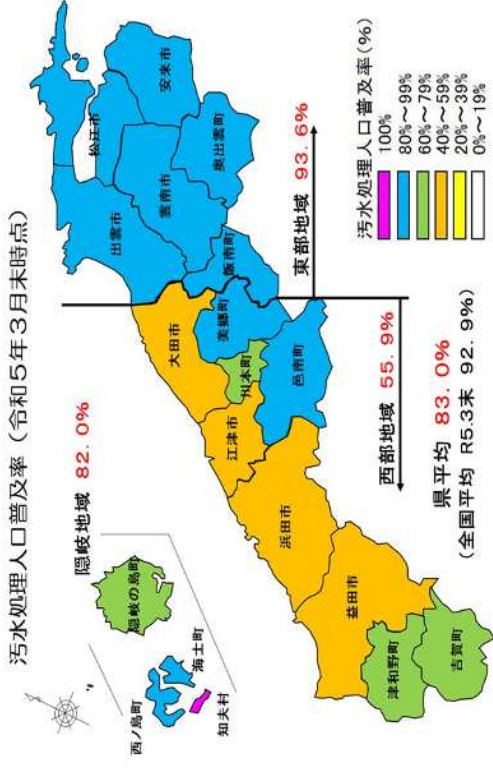 汚水処理人口普及率（令和5年3月末時点）
隠岐地域 82.0%
西ノ島町
隠岐の島町
海士町
知夫村
松江市
安来市
出雲市
雲南市
奥出雲町
飯南町
大田市
美郷町
川本町
邑南町
江津市
浜田市
益田市
津和野町
吉賀町
東部地域 93.6%
西部地域 55.9%
県平均 83.0%
(全国平均 R5.3末 92.9%)
汚水処理人口普及率(%)
100%
80%～99%
60%～79%
40%～59%
20%～39%
0%～19%